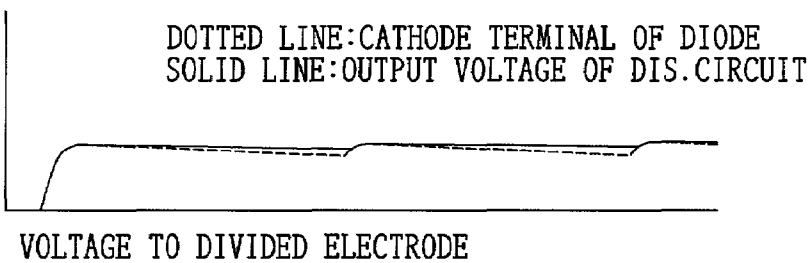 DOTTED LINE:CATHODE TERMINAL OF DIODE
SOLID LINE:OUTPUT VOLTAGE OF DIS.CIRCUIT
VOLTAGE TO DIVIDED ELECTRODE